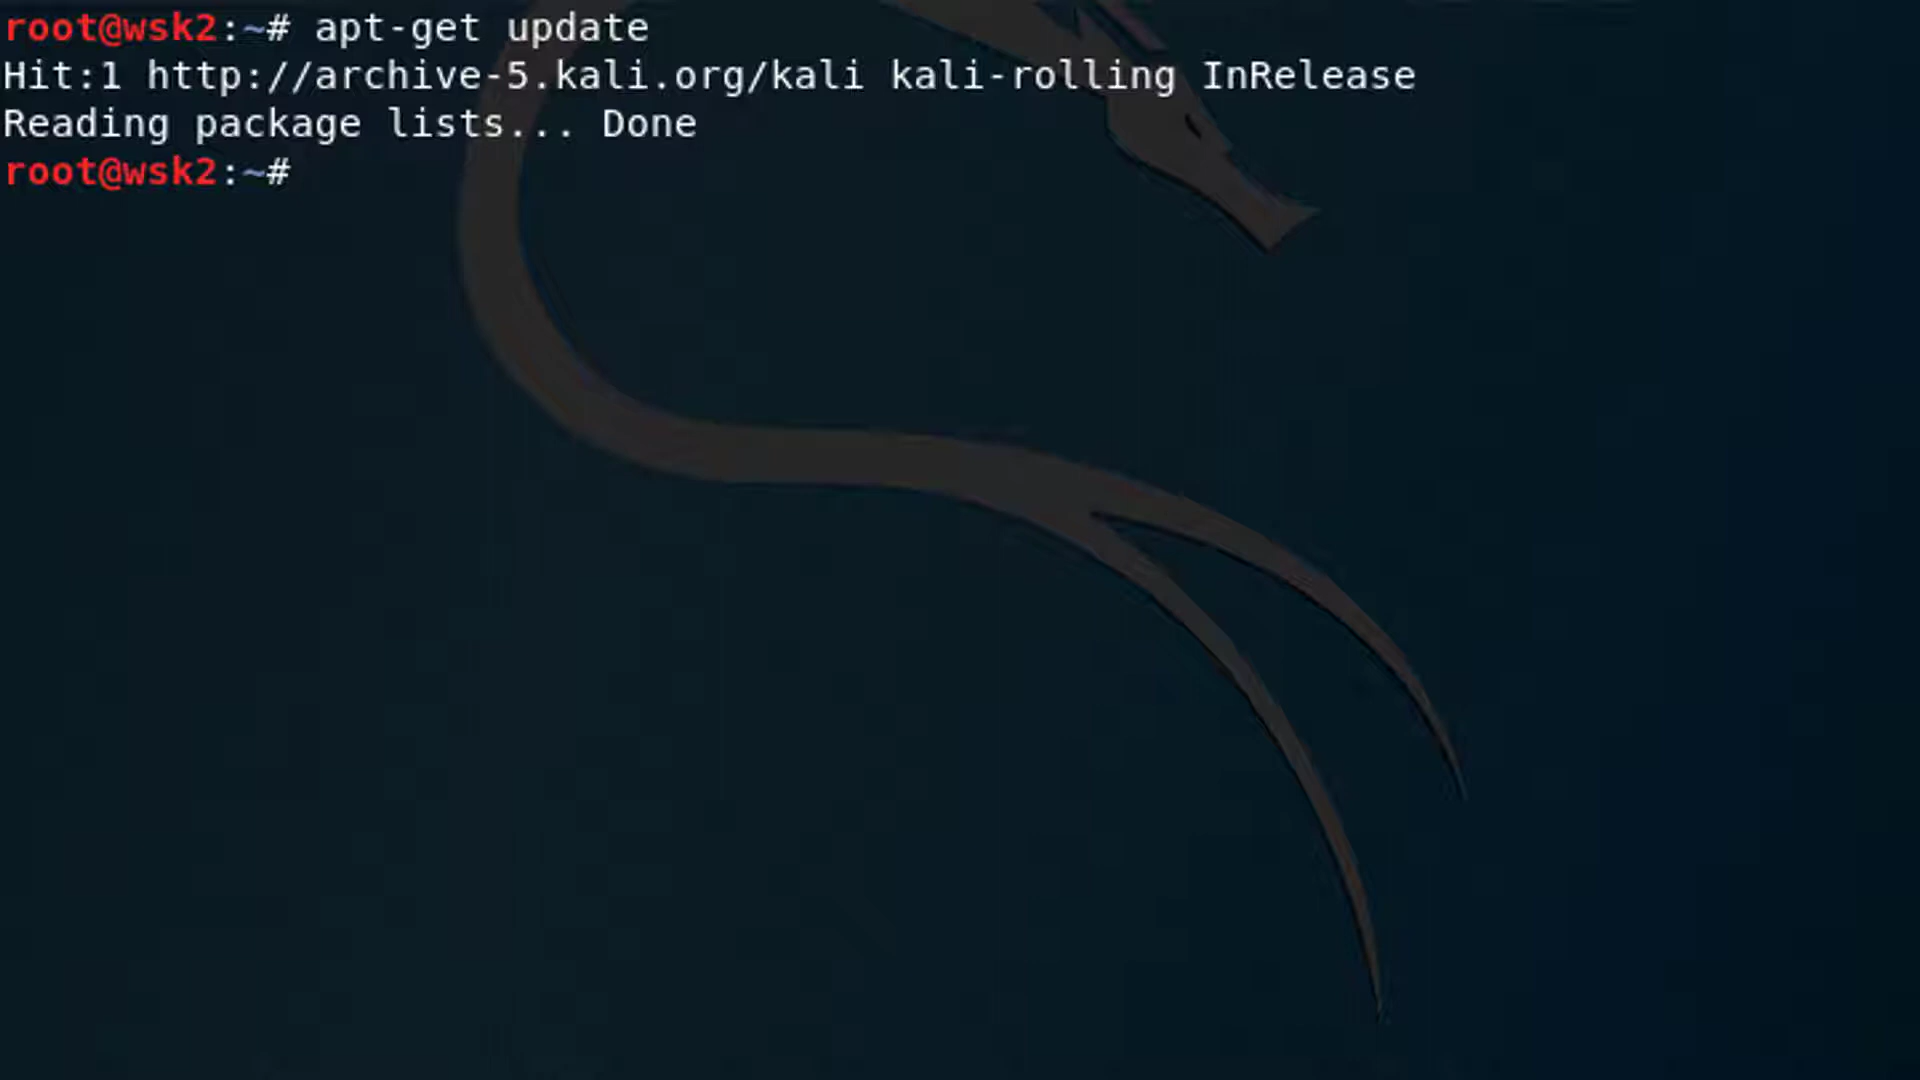 root@wsk2:~# apt-get update
Hit:1 http://archive-5.kali.org/kali kali-rolling InRelease
Reading package lists... Done
root@wsk2:~#